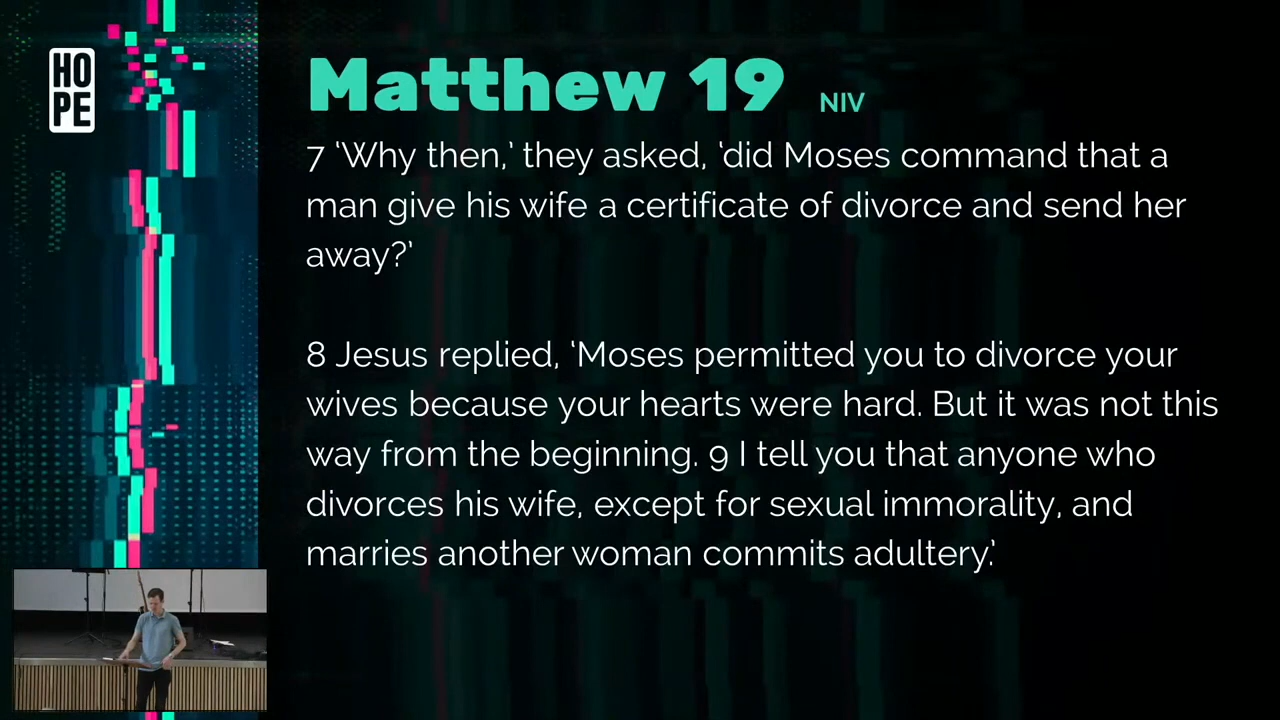 HO
PE
Matthew 19 NIV
7 ‘Why then,’ they asked, ‘did Moses command that a
man give his wife a certificate of divorce and send her
away?’
8 Jesus replied, ‘Moses permitted you to divorce your
wives because your hearts were hard. But it was not this
way from the beginning. 9 I tell you that anyone who
divorces his wife, except for sexual immorality, and
marries another woman commits adultery.’